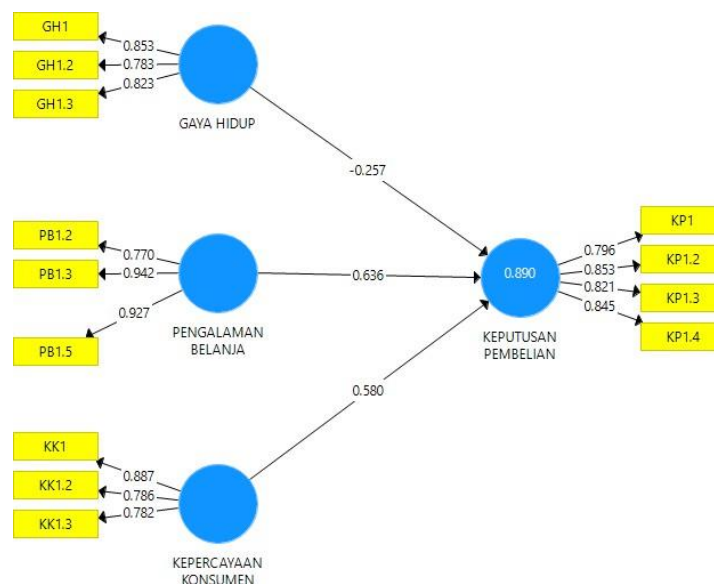 GH1
0.853
GH1.2
0.783
GH1.3
0.823
GAYA HIDUP
-0.257
PB1.2
0.770
PB1.3
0.942
0.927
PB1.5
PENGALAMAN
BELANJA
0.636
0.890
KEPUTUSAN
PEMBELIAN
KP1
0.796
KP1.2
0.853
0.821
KP1.3
0.845
KP1.4
0.580
KK1
0.887
KK1.2
0.786
KK1.3
0.782
KEPERCAYAAN
KONSUMEN